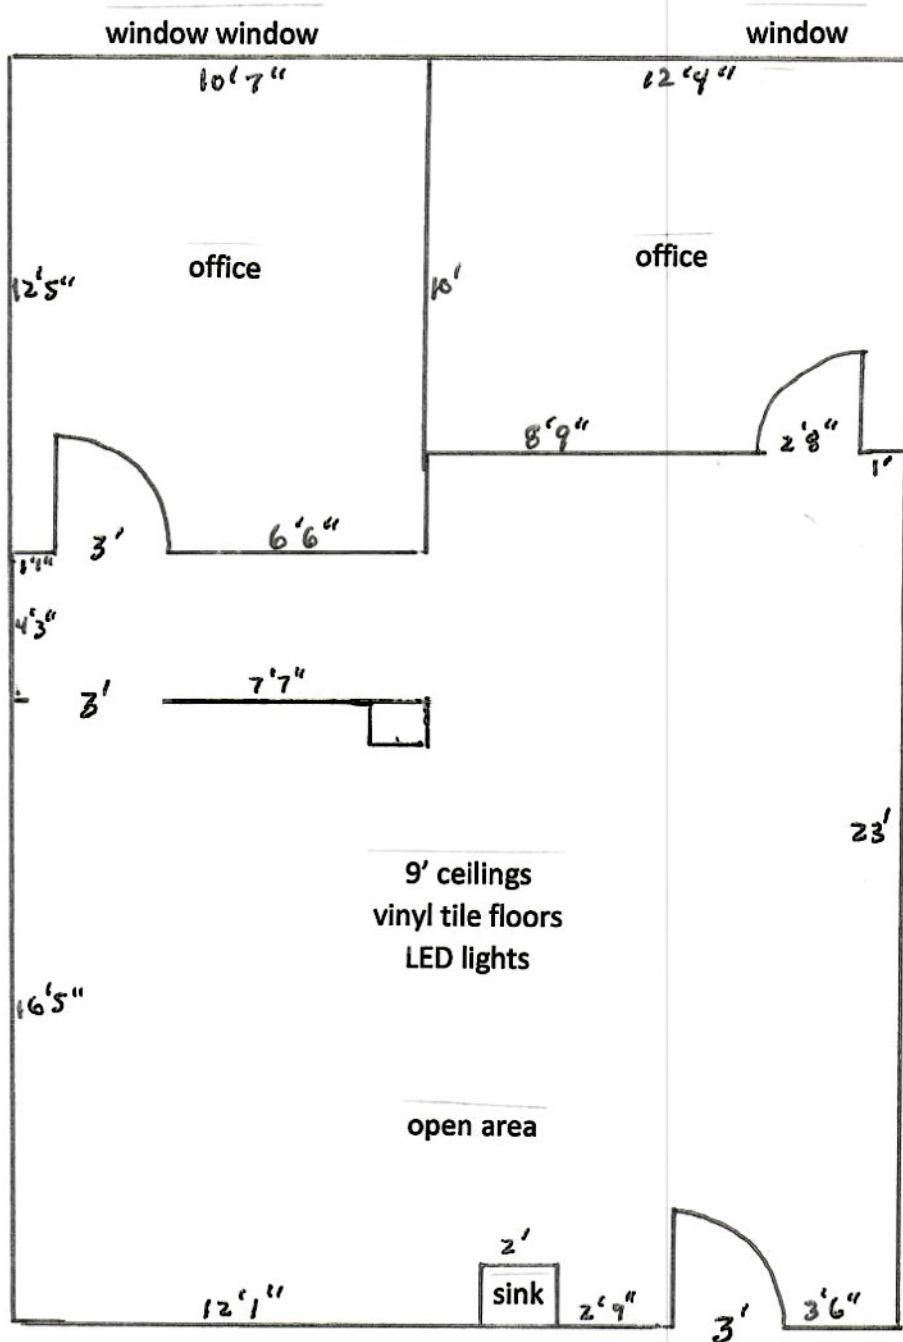 window window
window
10'7"
12'4"
office
office
12'5"
10'
8'9"
2'8"
1'
3'
6'6"
1'1"
4'3"
3'
7'7"
23'
9' ceilings
vinyl tile floors
LED lights
16'5"
open area
2'
sink
12'1"
2'9"
3'
3'6"